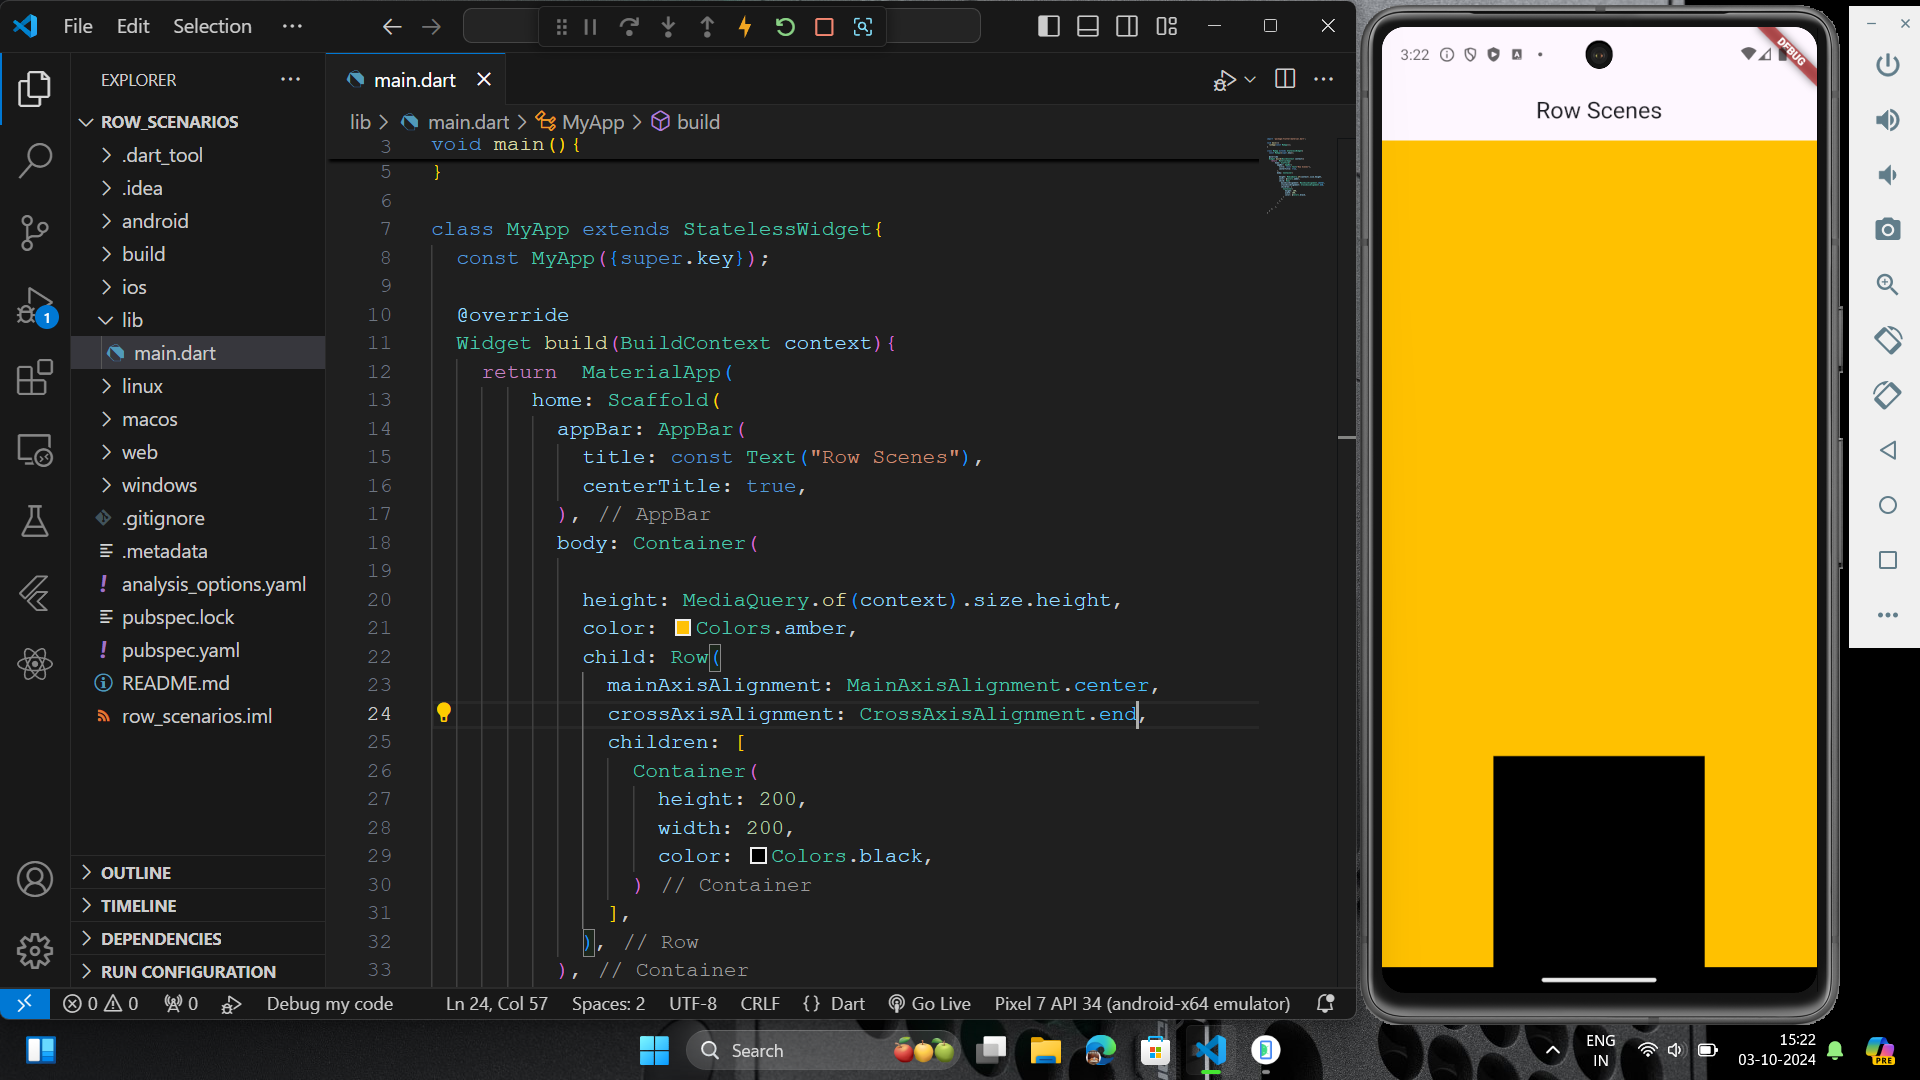 File Edit Selection ···
EXPLORER ···
ROW_SCENARIOS
.dart_tool
.idea
android
build
ios
lib
main.dart
linux
macos
web
windows
.gitignore
.metadata
! analysis_options.yaml
pubspec.lock
! pubspec.yaml
README.md
row_scenarios.iml
OUTLINE
TIMELINE
DEPENDENCIES
RUN CONFIGURATION
1
main.dart
lib > main.dart > MyApp > build
3 void main(){
5 }
6
7 class MyApp extends StatelessWidget{
8 const MyApp({super.key});
9
10 @override
11 Widget build(BuildContext context){
12 return  MaterialApp(
13 home: Scaffold(
14 appBar: AppBar(
15 title: const Text("Row Scenes"),
16 centerTitle: true,
17 ), // AppBar
18 body: Container(
19
20 height: MediaQuery.of(context).size.height,
21 color: Colors.amber,
22 child: Row(
23 mainAxisAlignment: MainAxisAlignment.center,
24 crossAxisAlignment: CrossAxisAlignment.end,
25 children: [
26 Container(
27 height: 200,
28 width: 200,
29 color: Colors.black,
30 ) // Container
31 ],
32 ), // Row
33 ), // Container
0 0 0 Debug my code Ln 24, Col 57 Spaces: 2 UTF-8 CRLF {} Dart Go Live Pixel 7 API 34 (android-x64 emulator)
3:22
DEBUG
Row Scenes
Search
ENG
IN
15:22
03-10-2024
PRE